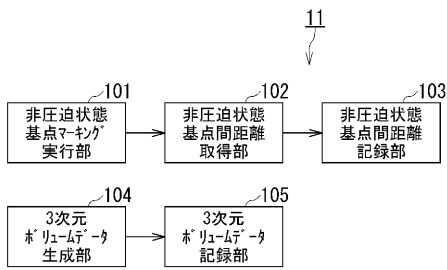 11
101
102
103
非圧迫状態
基点ﾏｰｷﾝｸﾞ
実行部
非圧迫状態
基点間距離
取得部
非圧迫状態
基点間距離
記録部
104
105
3次元
ﾎﾞﾘｭｰﾑﾃﾞｰﾀ
生成部
3次元
ﾎﾞﾘｭｰﾑﾃﾞｰﾀ
記録部